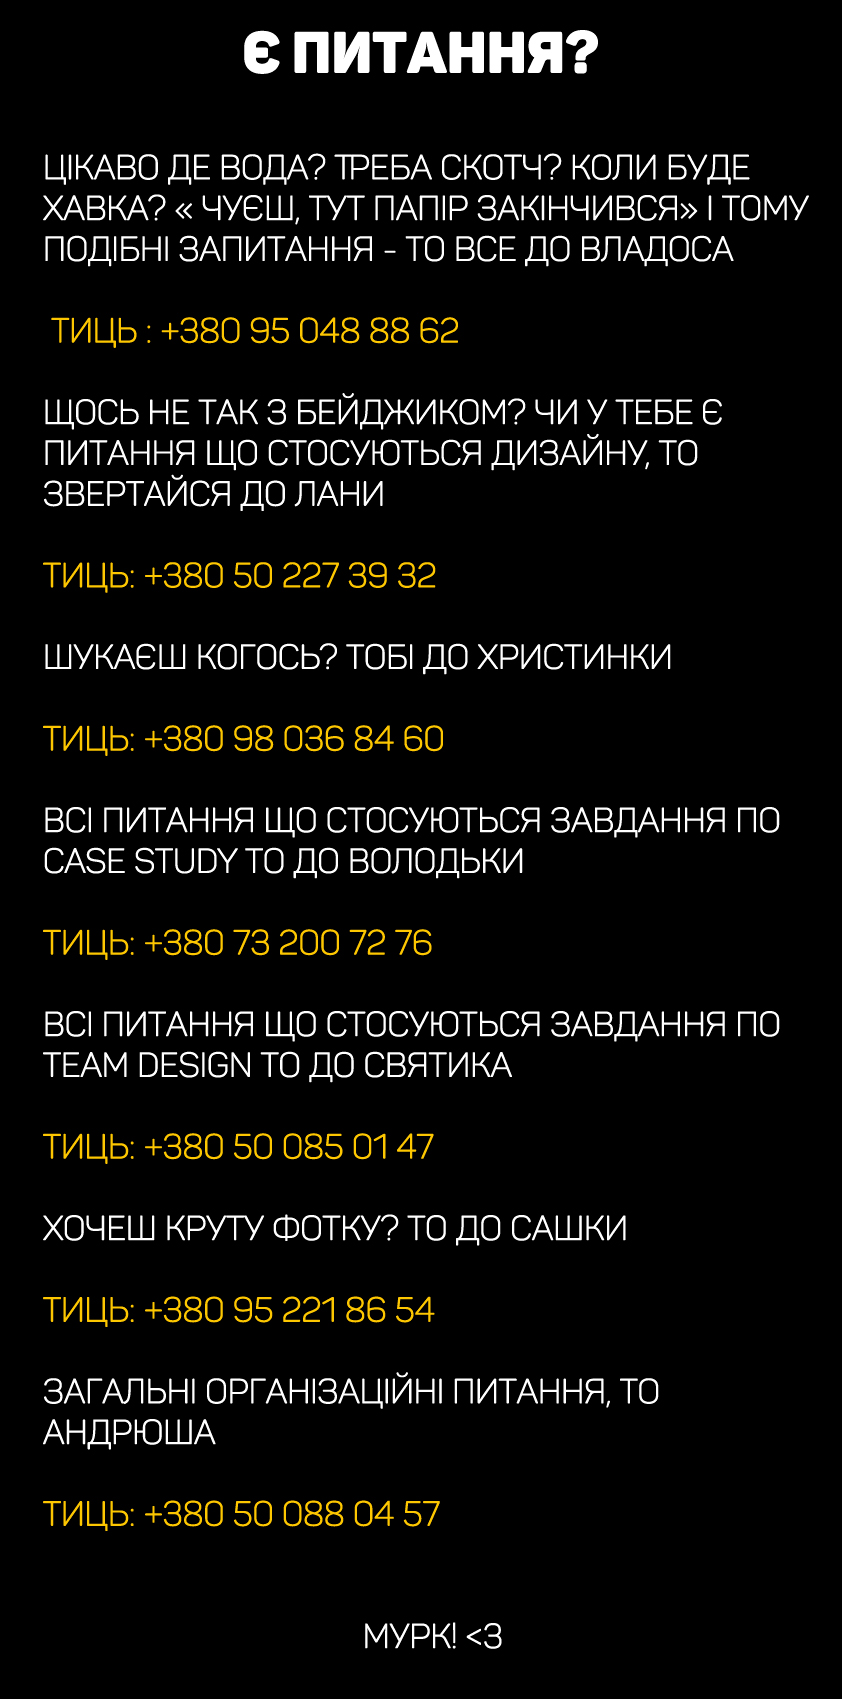 Є ПИТАННЯ?
ЦІКАВО ДЕ ВОДА? ТРЕБА СКОТЧ? КОЛИ БУДЕ
ХАВКА? « ЧУЄШ, ТУТ ПАПІР ЗАКІНЧИВСЯ» І ТОМУ
ПОДІБНІ ЗАПИТАННЯ - ТО ВСЕ ДО ВЛАДОСА
ТИЦЬ : +380 95 048 88 62
ЩОСЬ НЕ ТАК З БЕЙДЖИКОМ? ЧИ У ТЕБЕ Є
ПИТАННЯ ЩО СТОСУЮТЬСЯ ДИЗАЙНУ, ТО
ЗВЕРТАЙСЯ ДО ЛАНИ
ТИЦЬ: +380 50 227 39 32
ШУКАЄШ КОГОСЬ? ТОБІ ДО ХРИСТИНКИ
ТИЦЬ: +380 98 036 84 60
ВСІ ПИТАННЯ ЩО СТОСУЮТЬСЯ ЗАВДАННЯ ПО
CASE STUDY ТО ДО ВОЛОДЬКИ
ТИЦЬ: +380 73 200 72 76
ВСІ ПИТАННЯ ЩО СТОСУЮТЬСЯ ЗАВДАННЯ ПО
TEAM DESIGN ТО ДО СВЯТИКА
ТИЦЬ: +380 50 085 01 47
ХОЧЕШ КРУТУ ФОТКУ? ТО ДО САШКИ
ТИЦЬ: +380 95 221 86 54
ЗАГАЛЬНІ ОРГАНІЗАЦІЙНІ ПИТАННЯ, ТО
АНДРЮША
ТИЦЬ: +380 50 088 04 57
МУРК! <3